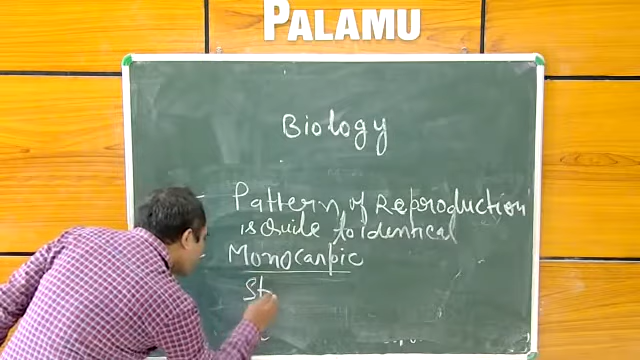 PALAMU
Biology
Pattern of Reproduction
is Quite to identical
Monocarpic
St